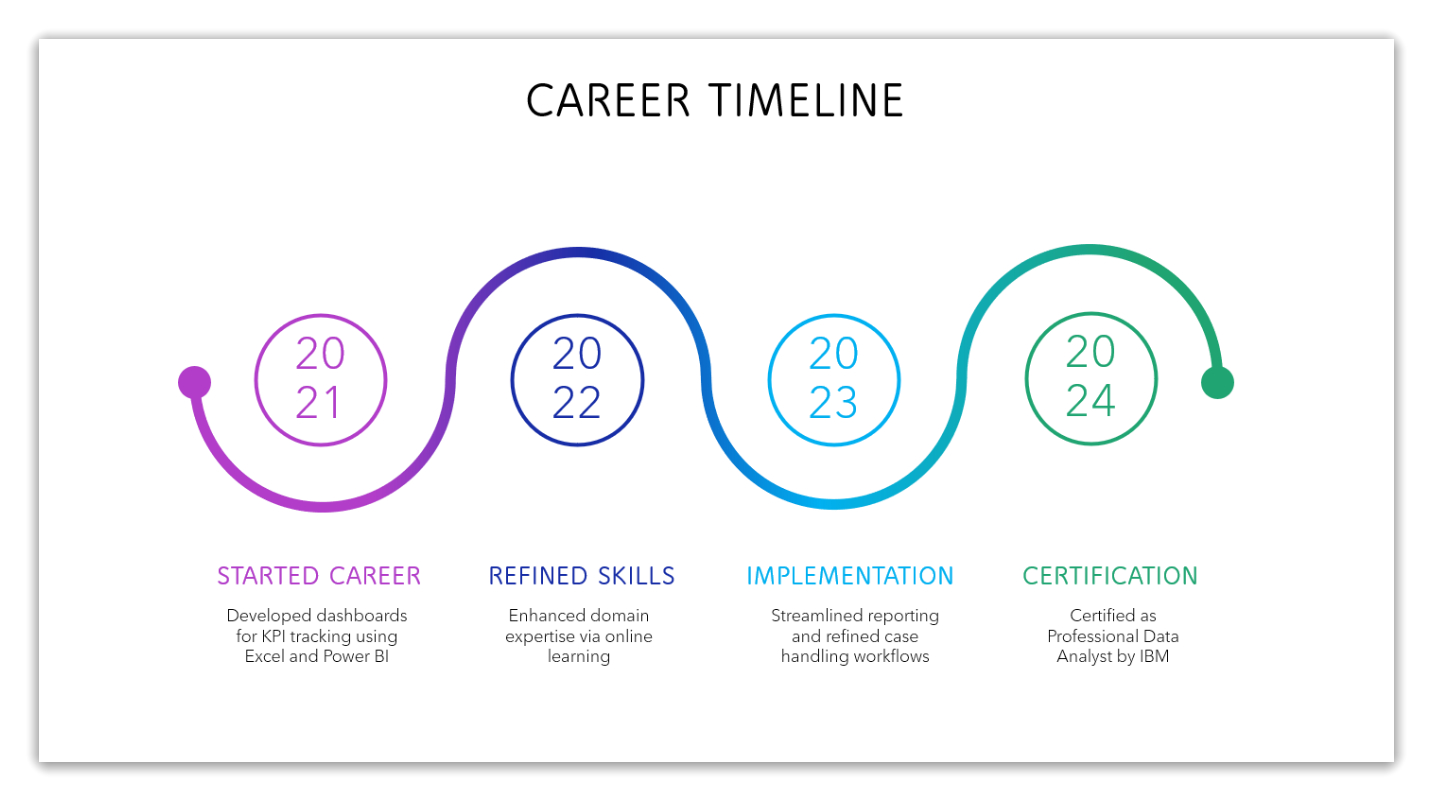 CAREER TIMELINE
20
21
20
22
20
23
20
24
STARTED CAREER
Developed dashboards
for KPI tracking using
Excel and Power BI
REFINED SKILLS
Enhanced domain
expertise via online
learning
IMPLEMENTATION
Streamlined reporting
and refined case
handling workflows
CERTIFICATION
Certified as
Professional Data
Analyst by IBM